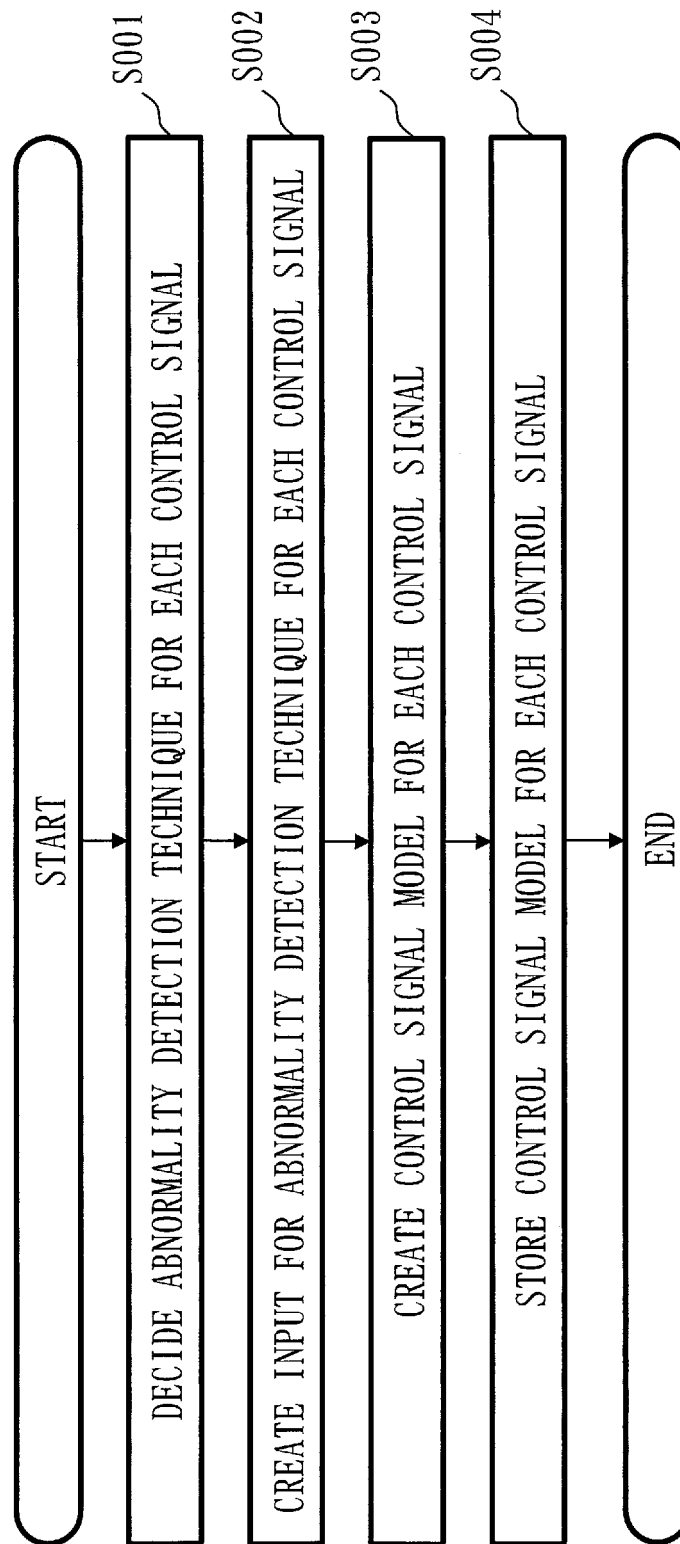 START
DECIDE ABNORMALITY DETECTION TECHNIQUE FOR EACH CONTROL SIGNAL
S001
CREATE INPUT FOR ABNORMALITY DETECTION TECHNIQUE FOR EACH CONTROL SIGNAL
S002
CREATE CONTROL SIGNAL MODEL FOR EACH CONTROL SIGNAL
S003
STORE CONTROL SIGNAL MODEL FOR EACH CONTROL SIGNAL
S004
END